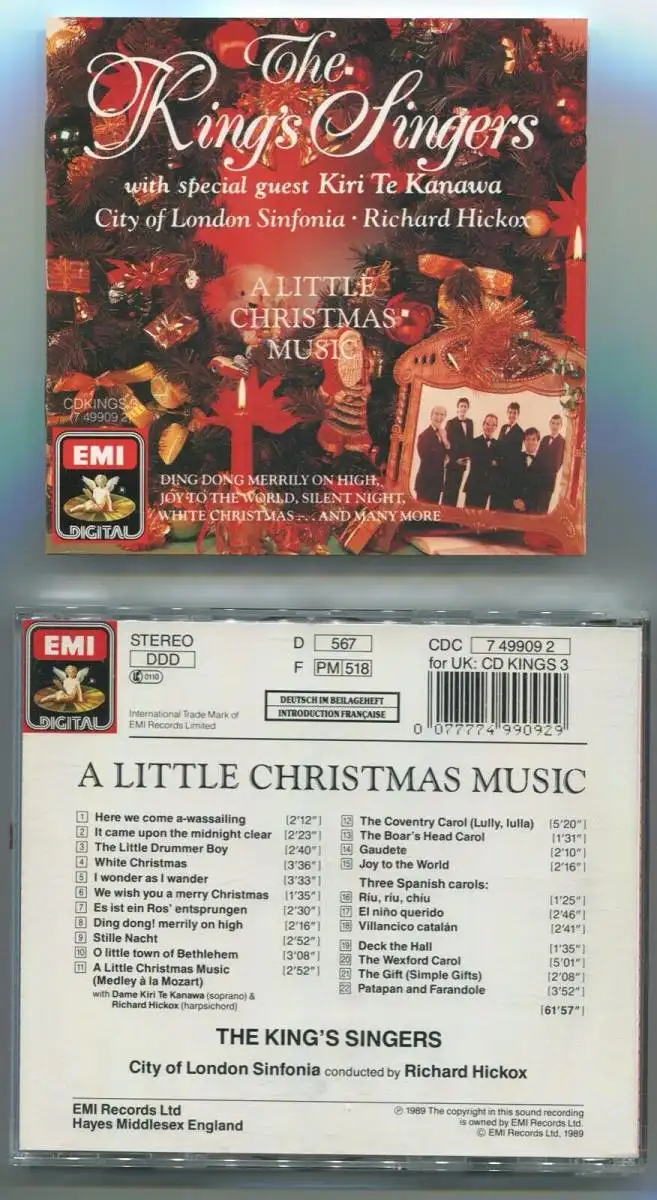 The
King's Singers
with special guest Kiri Te Kanawa
City of London Sinfonia · Richard Hickox
A LITTLE
CHRISTMAS
MUSIC
CDKINGS
(7 49909 2)
EMI
DIGITAL
DING DONG MERRILY ON HIGH,
JOY TO THE WORLD, SILENT NIGHT,
WHITE CHRISTMAS . . . AND MANY MORE
EMI
DIGITAL
STEREO
DDD
LC 0110
International Trade Mark of
EMI Records Limited
D 567
F PM 518
DEUTSCH IM BEILAGEHEFT
INTRODUCTION FRANÇAISE
CDC 7 49909 2
for UK: CD KINGS 3
0 077774 990929
A LITTLE CHRISTMAS MUSIC
1 Here we come a-wassailing [2'12"]
2 It came upon the midnight clear [2'23"]
3 The Little Drummer Boy [2'40"]
4 White Christmas [3'36"]
5 I wonder as I wander [3'33"]
6 We wish you a merry Christmas [1'35"]
7 Es ist ein Ros' entsprungen [2'30"]
8 Ding dong! merrily on high [2'16"]
9 Stille Nacht [2'52"]
10 O little town of Bethlehem [3'08"]
11 A Little Christmas Music [2'52"]
(Medley à la Mozart)
with Dame Kiri Te Kanawa (soprano) &
Richard Hickox (harpsichord)
12 The Coventry Carol (Lully, lulla) [5'20"]
13 The Boar's Head Carol [1'31"]
14 Gaudete [2'10"]
15 Joy to the World [2'16"]
Three Spanish carols:
16 Ríu, ríu, chíu [1'25"]
17 El niño querido [2'46"]
18 Villancico catalán [2'41"]
19 Deck the Hall [1'35"]
20 The Wexford Carol [5'01"]
21 The Gift (Simple Gifts) [2'08"]
22 Patapan and Farandole [3'52"]
[61'57"]
THE KING'S SINGERS
City of London Sinfonia conducted by Richard Hickox
EMI Records Ltd
Hayes Middlesex England
℗ 1989 The copyright in this sound recording
is owned by EMI Records Ltd.
© EMI Records Ltd, 1989